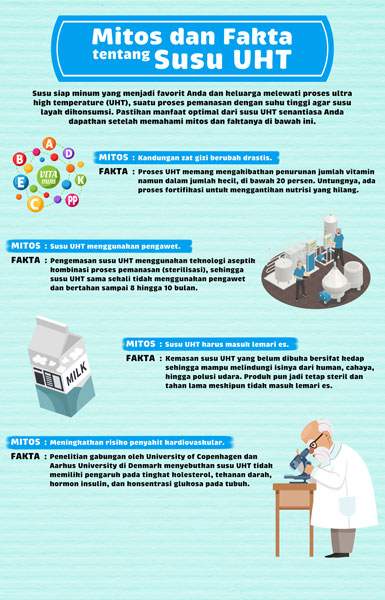 Mitos dan Fakta
tentang Susu UHT
Susu siap minum yang menjadi favorit Anda dan keluarga melewati proses ultra
high temperature (UHT), suatu proses pemanasan dengan suhu tinggi agar susu
layak dikonsumsi. Pastikan manfaat optimal dari susu UHT senantiasa Anda
dapatkan setelah memahami mitos dan faktanya di bawah ini.
A
B
D
E
K
E
C
PP
VITA
mins
MITOS : Kandungan zat gizi berubah drastis.
FAKTA : Proses UHT memang mengakibatkan penurunan jumlah vitamin
namun dalam jumlah kecil, di bawah 20 persen. Untungnya, ada
proses fortifikasi untuk menggantikan nutrisi yang hilang.
MITOS : Susu UHT menggunakan pengawet.
FAKTA : Pengemasan susu UHT menggunakan teknologi aseptik
kombinasi proses pemanasan (sterilisasi), sehingga
susu UHT sama sekali tidak menggunakan pengawet
dan bertahan sampai 8 hingga 10 bulan.
MITOS : Susu UHT harus masuk lemari es.
FAKTA : Kemasan susu UHT yang belum dibuka bersifat kedap
sehingga mampu melindungi isinya dari kuman, cahaya,
hingga polusi udara. Produk pun jadi tetap steril dan
tahan lama meskipun tidak masuk lemari es.
MILK
MITOS : Meningkatkan risiko penyakit kardiovaskular.
FAKTA : Penelitian gabungan oleh University of Copenhagen dan
Aarhus University di Denmark menyebutkan susu UHT tidak
memiliki pengaruh pada tingkat kolesterol, tekanan darah,
hormon insulin, dan konsentrasi glukosa pada tubuh.